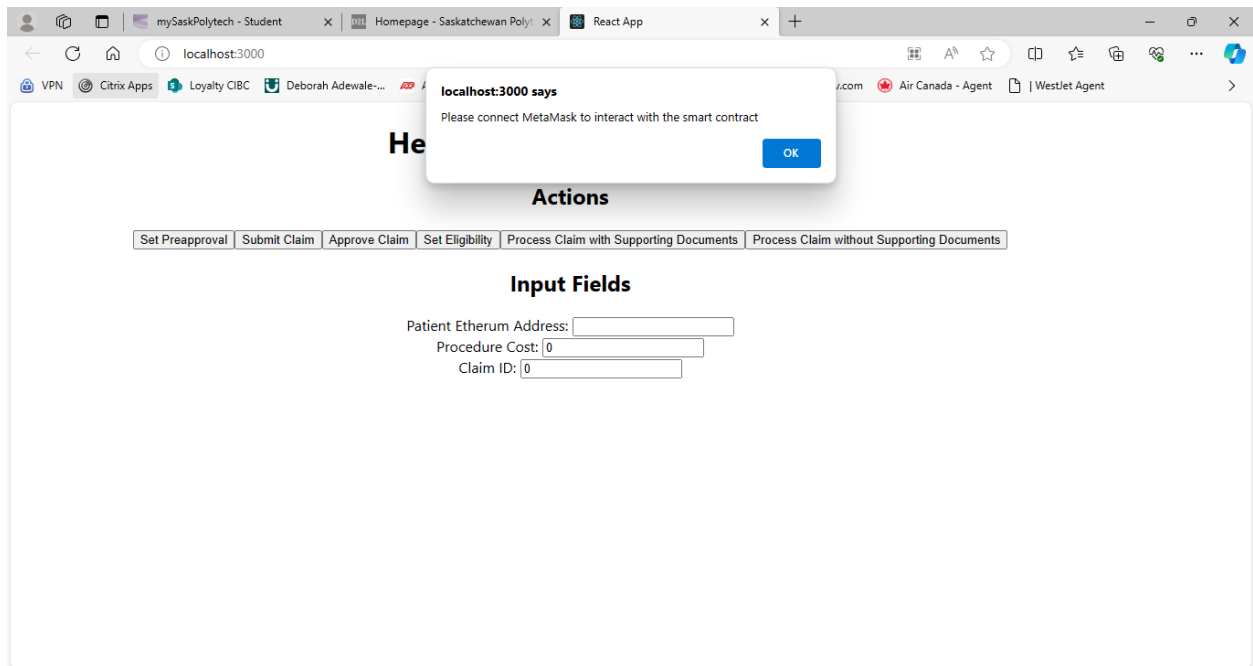 mySaskPolytech - Student
Homepage - Saskatchewan Polyt
React App
localhost:3000
VPN
Citrix Apps
Loyalty CIBC
Deborah Adewale-...
Air Canada - Agent
| WestJet Agent
localhost:3000 says
Please connect MetaMask to interact with the smart contract
OK
He
Actions
Set Preapproval Submit Claim Approve Claim Set Eligibility Process Claim with Supporting Documents Process Claim without Supporting Documents
Input Fields
Patient Etherum Address:
Procedure Cost: 0
Claim ID: 0